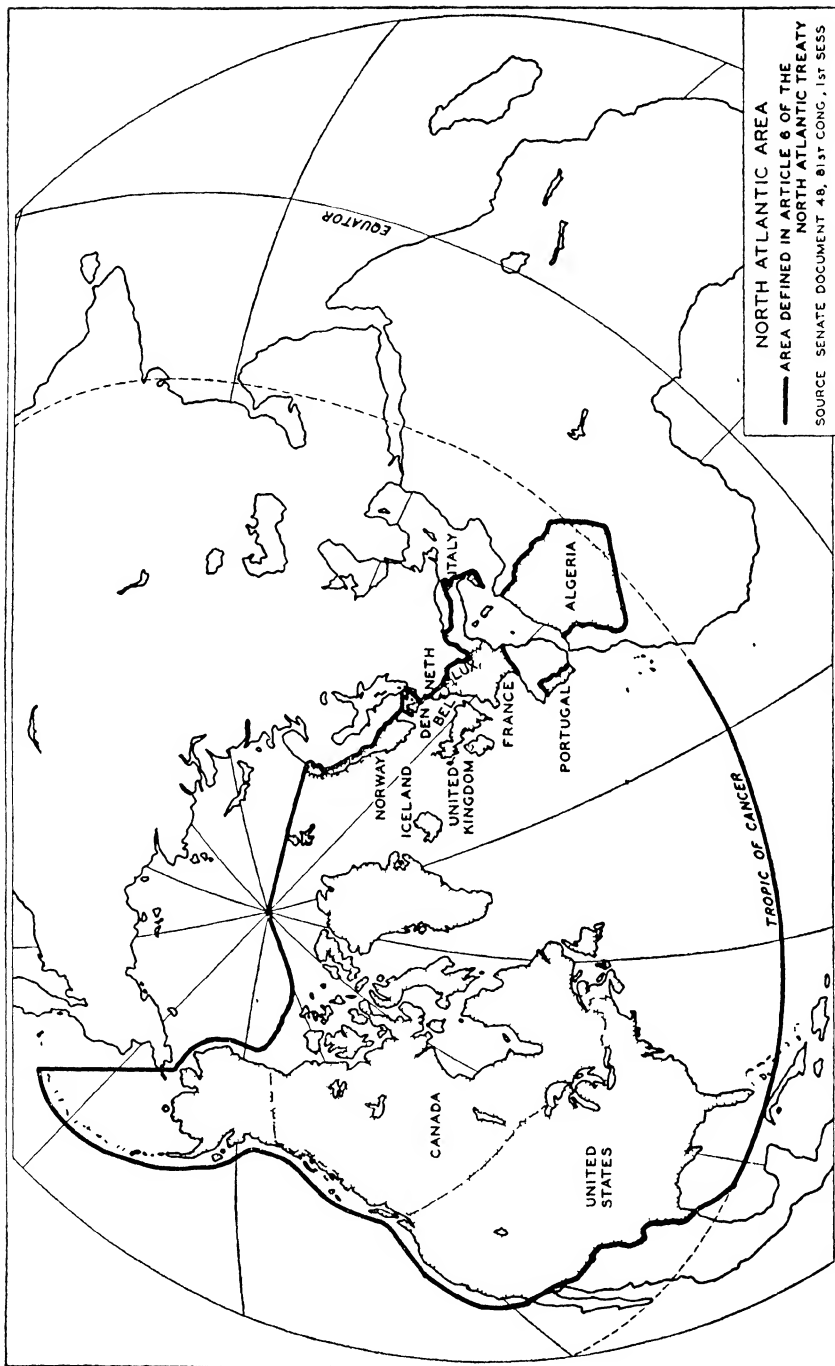 NORTH ATLANTIC AREA
AREA DEFINED IN ARTICLE 6 OF THE
NORTH ATLANTIC TREATY
SOURCE SENATE DOCUMENT 48, 81ST CONG, 1ST SESS
EQUATOR
ITALY
ALGERIA
NETH
LUX
DEN
BEL
FRANCE
PORTUGAL
NORWAY
ICELAND
UNITED
KINGDOM
TROPIC OF CANCER
CANADA
UNITED
STATES